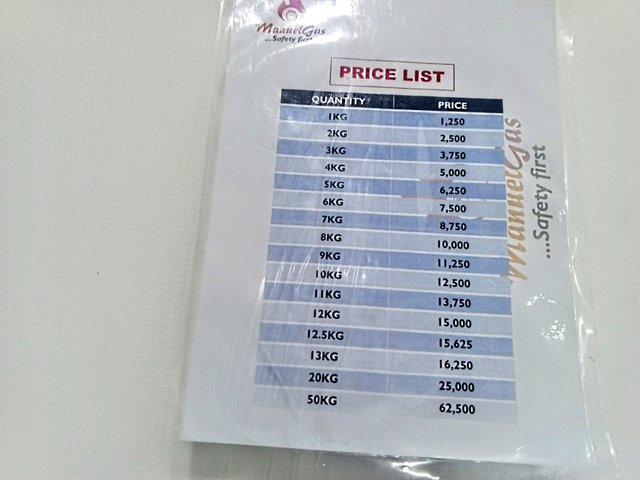 ManuelGas
...Safety first
PRICE LIST
QUANTITY PRICE
1KG 1,250
2KG 2,500
3KG 3,750
4KG 5,000
5KG 6,250
6KG 7,500
7KG 8,750
8KG 10,000
9KG 11,250
10KG 12,500
11KG 13,750
12KG 15,000
12.5KG 15,625
13KG 16,250
20KG 25,000
50KG 62,500
ManuelGas
...Safety first